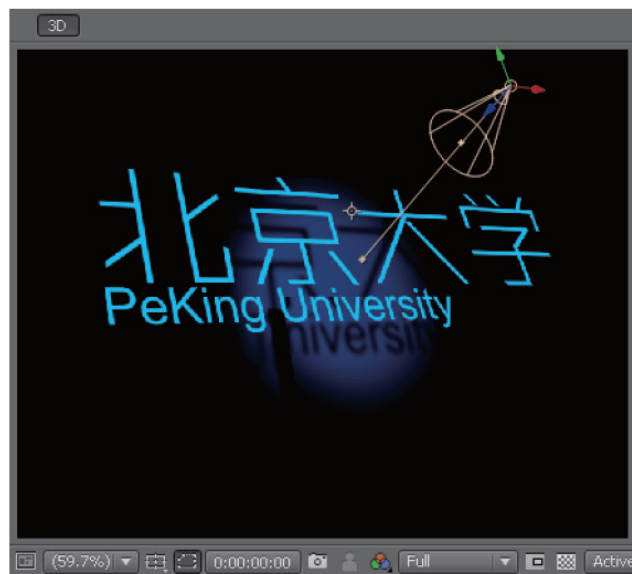 3D
北京大学
PeKing University
niversity
(59.7%)
0:00:00:00
Full
Active